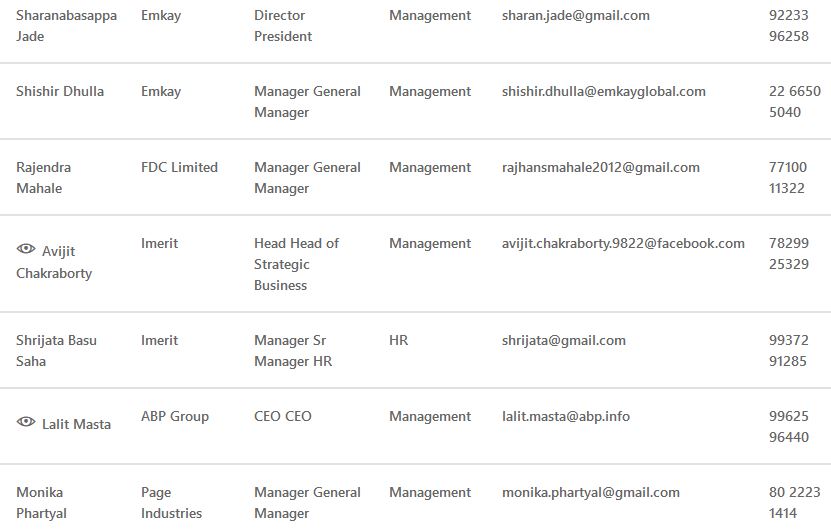 Sharanabasappa Jade Emkay Director President Management sharan.jade@gmail.com 92233 96258
Shishir Dhulla Emkay Manager General Manager Management shishir.dhulla@emkayglobal.com 22 6650 5040
Rajendra Mahale FDC Limited Manager General Manager Management rajhansmahale2012@gmail.com 77100 11322
Avijit Chakraborty Imerit Head Head of Strategic Business Management avijit.chakraborty.9822@facebook.com 78299 25329
Shrijata Basu Saha Imerit Manager Sr Manager HR HR shrijata@gmail.com 99372 91285
Lalit Masta ABP Group CEO CEO Management lalit.masta@abp.info 99625 96440
Monika Phartyal Page Industries Manager General Manager Management monika.phartyal@gmail.com 80 2223 1414